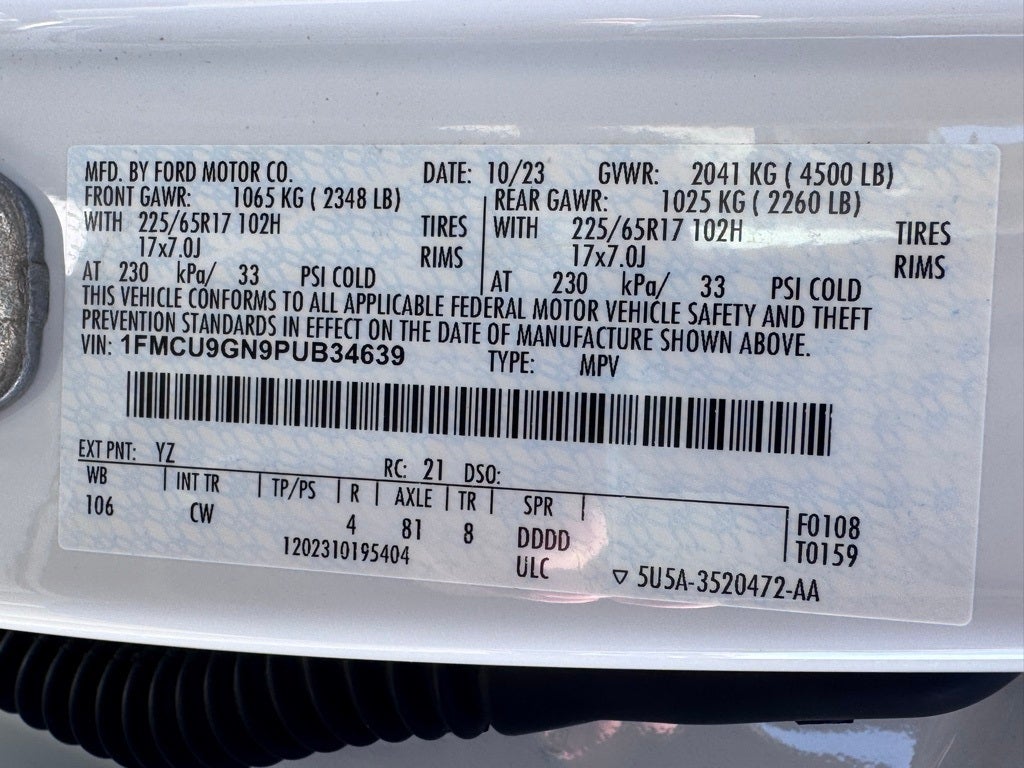 MFD. BY FORD MOTOR CO. DATE: 10/23 GVWR: 2041 KG ( 4500 LB)
FRONT GAWR: 1065 KG ( 2348 LB) REAR GAWR: 1025 KG ( 2260 LB)
WITH 225/65R17 102H TIRES WITH 225/65R17 102H TIRES
17x7.0J RIMS 17x7.0J RIMS
AT 230 kPa/ 33 PSI COLD AT 230 kPa/ 33 PSI COLD
THIS VEHICLE CONFORMS TO ALL APPLICABLE FEDERAL MOTOR VEHICLE SAFETY AND THEFT
PREVENTION STANDARDS IN EFFECT ON THE DATE OF MANUFACTURE SHOWN ABOVE.
VIN: 1FMCU9GN9PUB34639 TYPE: MPV
EXT PNT: YZ RC: 21 DSO:
WB INT TR TP/PS R AXLE TR SPR
106 CW 4 81 8 DDDD F0108
1202310195404 ULC T0159
▽ 5U5A-3520472-AA